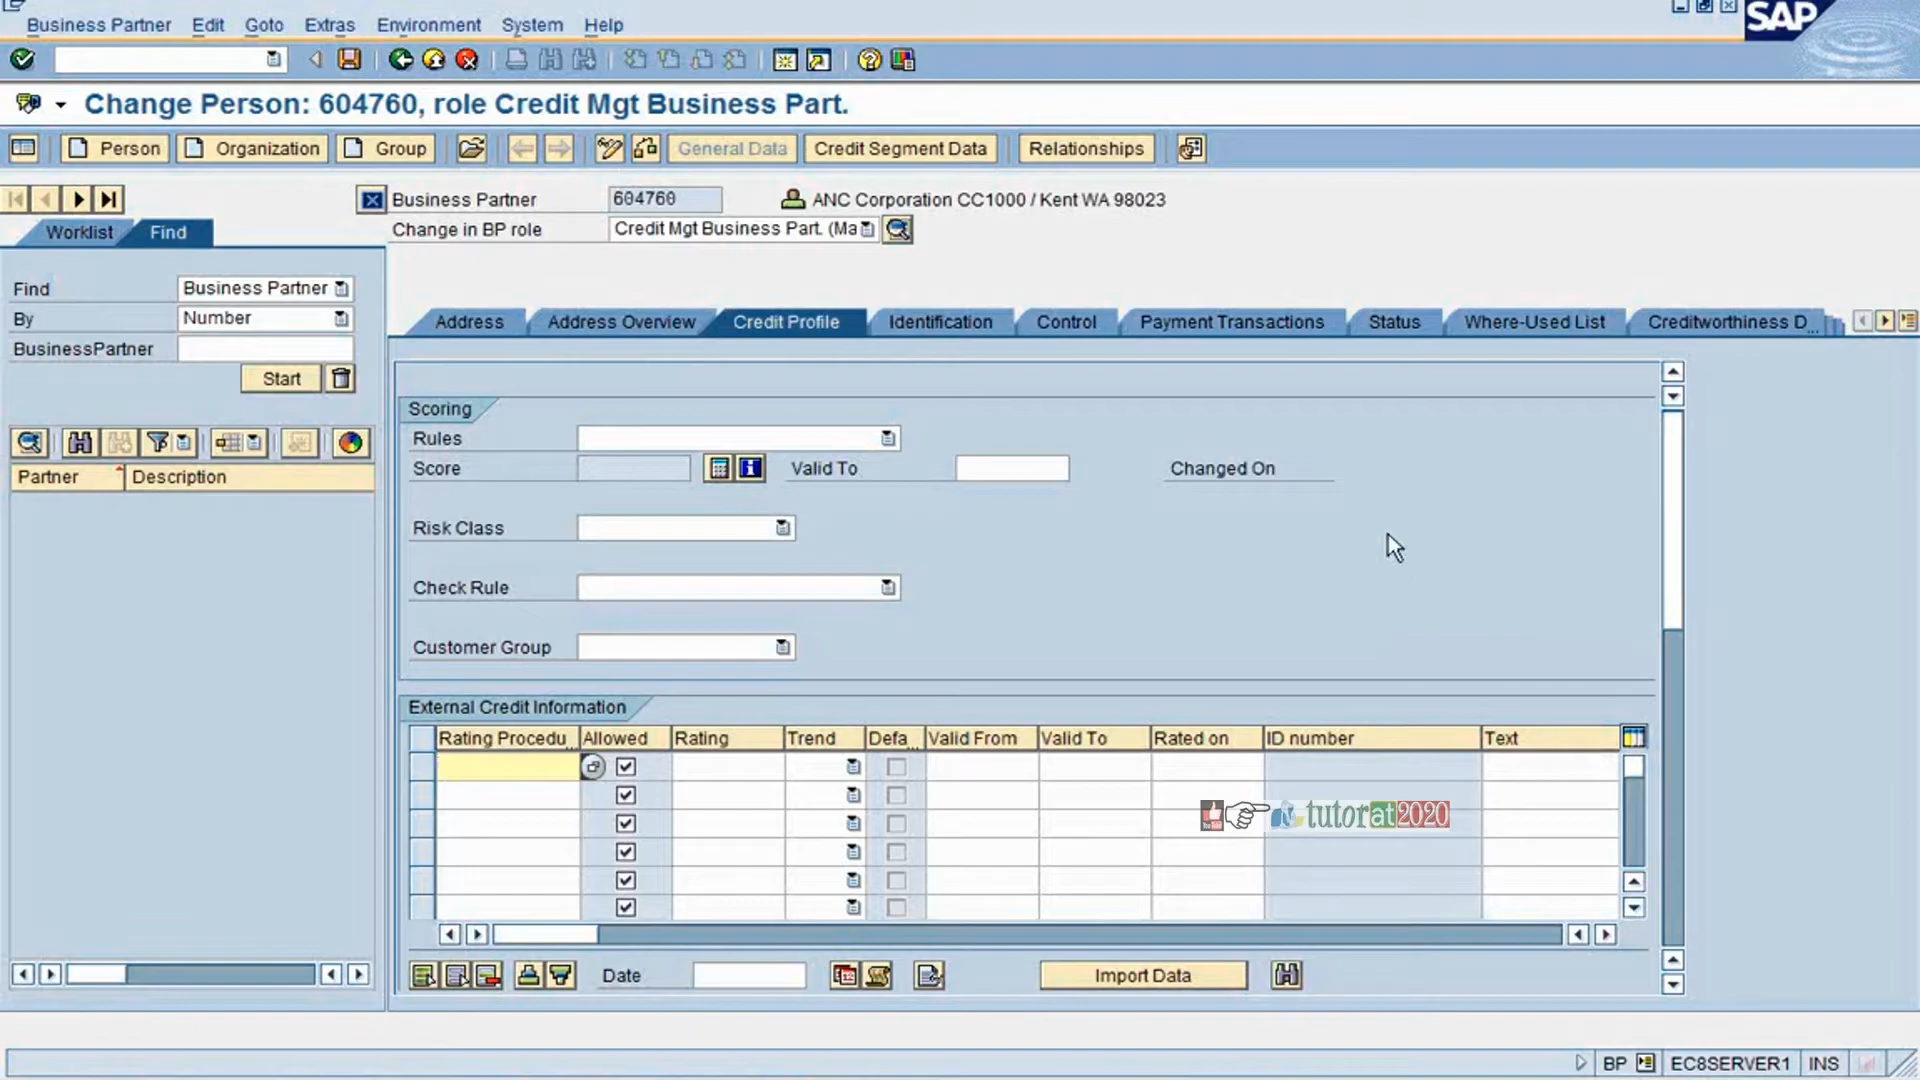 Business Partner Edit Goto Extras Environment System Help
SAP
Change Person: 604760, role Credit Mgt Business Part.
Person Organization Group General Data Credit Segment Data Relationships
Business Partner 604760 ANC Corporation CC1000 / Kent WA 98023
Worklist Find
Change in BP role Credit Mgt Business Part. (Ma
Find Business Partner
By Number
BusinessPartner
Start
Address Address Overview Credit Profile Identification Control Payment Transactions Status Where-Used List Creditworthiness D...
Partner Description
Scoring
Rules
Score Valid To Changed On
Risk Class
Check Rule
Customer Group
External Credit Information
Rating Procedu... Allowed Rating Trend Defa... Valid From Valid To Rated on ID number Text
tutorat2020
Date Import Data
BP EC8SERVER1 INS